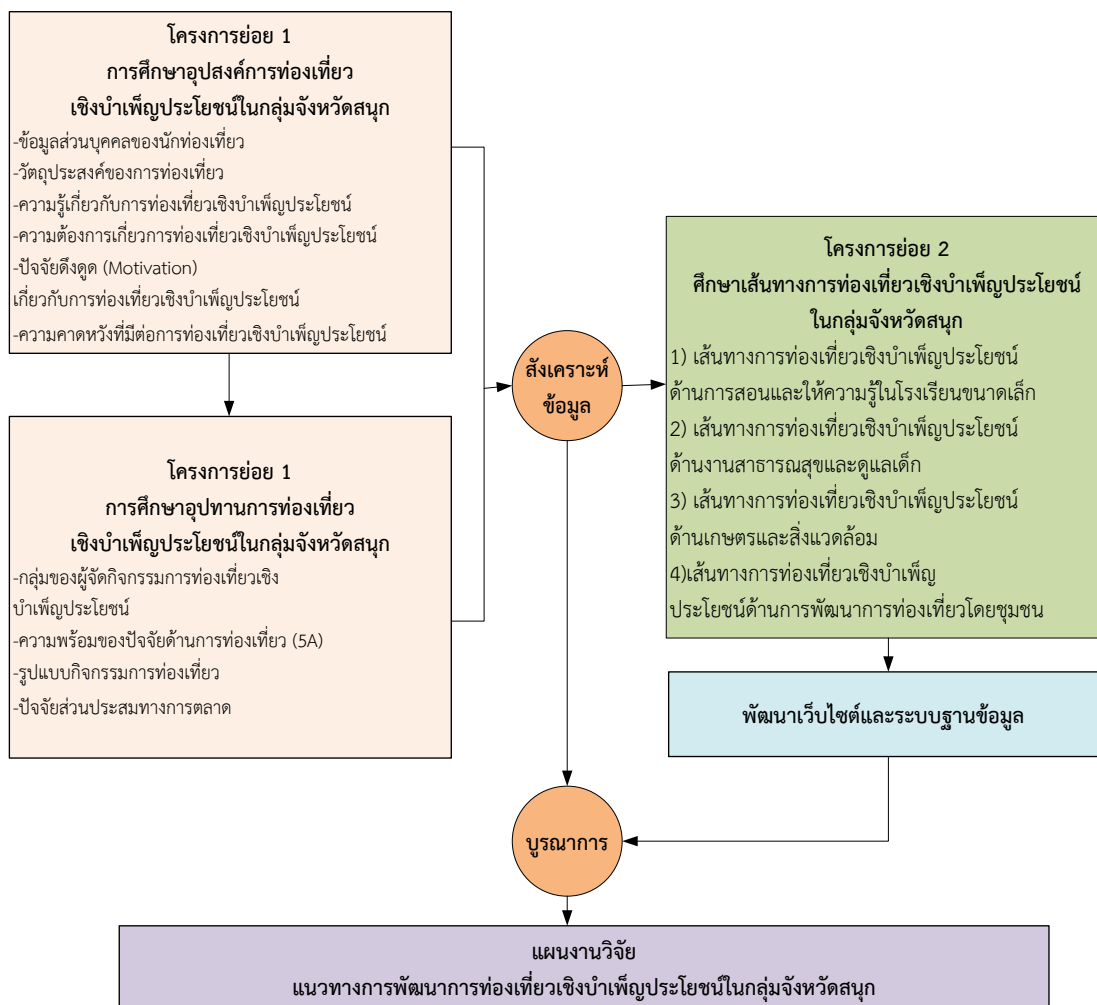 โครงการย่อย 1
การศึกษาอุปสงค์การท่องเที่ยว
เชิงบำเพ็ญประโยชน์ในกลุ่มจังหวัดสนุก
-ข้อมูลส่วนบุคคลของนักท่องเที่ยว
-วัตถุประสงค์ของการท่องเที่ยว
-ความรู้เกี่ยวกับการท่องเที่ยวเชิงบำเพ็ญประโยชน์
-ความต้องการเกี่ยวการท่องเที่ยวเชิงบำเพ็ญประโยชน์
-ปัจจัยดึงดูด (Motivation)
เกี่ยวกับการท่องเที่ยวเชิงบำเพ็ญประโยชน์
-ความคาดหวังที่มีต่อการท่องเที่ยวเชิงบำเพ็ญประโยชน์
โครงการย่อย 1
การศึกษาอุปทานการท่องเที่ยว
เชิงบำเพ็ญประโยชน์ในกลุ่มจังหวัดสนุก
-กลุ่มของผู้จัดกิจกรรมการท่องเที่ยวเชิง
บำเพ็ญประโยชน์
-ความพร้อมของปัจจัยด้านการท่องเที่ยว (5A)
-รูปแบบกิจกรรมการท่องเที่ยว
-ปัจจัยส่วนประสมทางการตลาด
สังเคราะห์
ข้อมูล
โครงการย่อย 2
ศึกษาเส้นทางการท่องเที่ยวเชิงบำเพ็ญประโยชน์
ในกลุ่มจังหวัดสนุก
1) เส้นทางการท่องเที่ยวเชิงบำเพ็ญประโยชน์
ด้านการสอนและให้ความรู้ในโรงเรียนขนาดเล็ก
2) เส้นทางการท่องเที่ยวเชิงบำเพ็ญประโยชน์
ด้านงานสาธารณสุขและดูแลเด็ก
3) เส้นทางการท่องเที่ยวเชิงบำเพ็ญประโยชน์
ด้านเกษตรและสิ่งแวดล้อม
4)เส้นทางการท่องเที่ยวเชิงบำเพ็ญ
ประโยชน์ด้านการพัฒนาการท่องเที่ยวโดยชุมชน
พัฒนาเว็บไซต์และระบบฐานข้อมูล
บูรณาการ
แผนงานวิจัย
แนวทางการพัฒนาการท่องเที่ยวเชิงบำเพ็ญประโยชน์ในกลุ่มจังหวัดสนุก